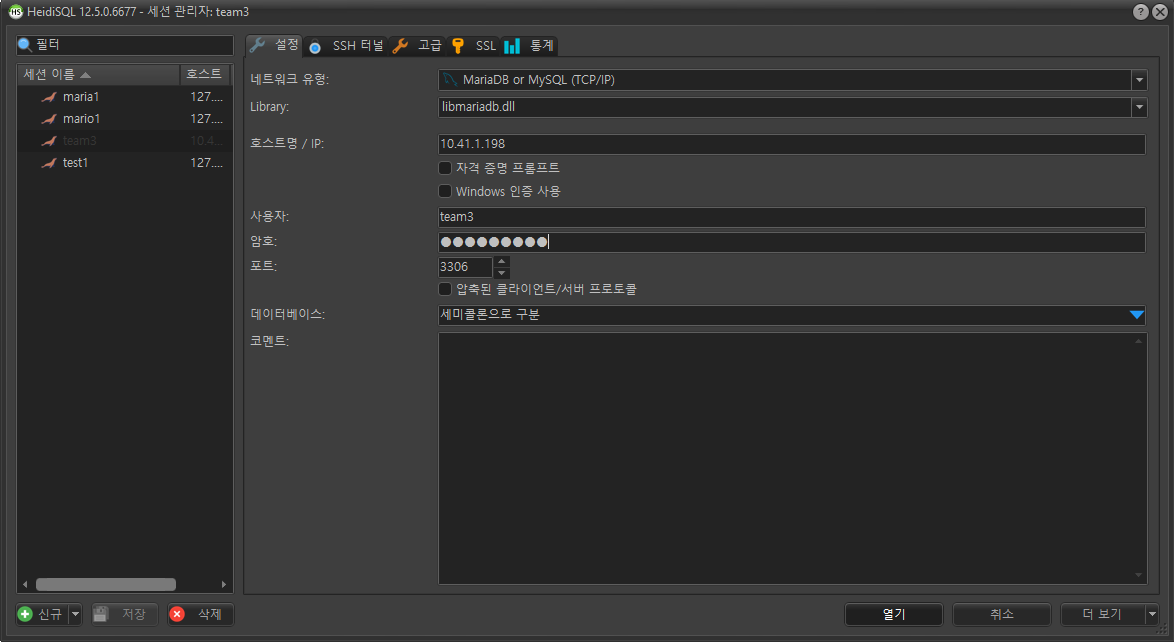 HeidiSQL 12.5.0.6677 - 세션 관리자: team3
필터
세션 이름 호스트
maria1 127....
mario1 127....
team3 10.4...
test1 127....
설정 SSH 터널 고급 SSL 통계
네트워크 유형: MariaDB or MySQL (TCP/IP)
Library: libmariadb.dll
호스트명 / IP: 10.41.1.198
자격 증명 프롬프트
Windows 인증 사용
사용자: team3
암호: ●●●●●●●●●
포트: 3306
압축된 클라이언트/서버 프로토콜
데이터베이스: 세미콜론으로 구분
코멘트:
신규 저장 삭제 열기 취소 더 보기